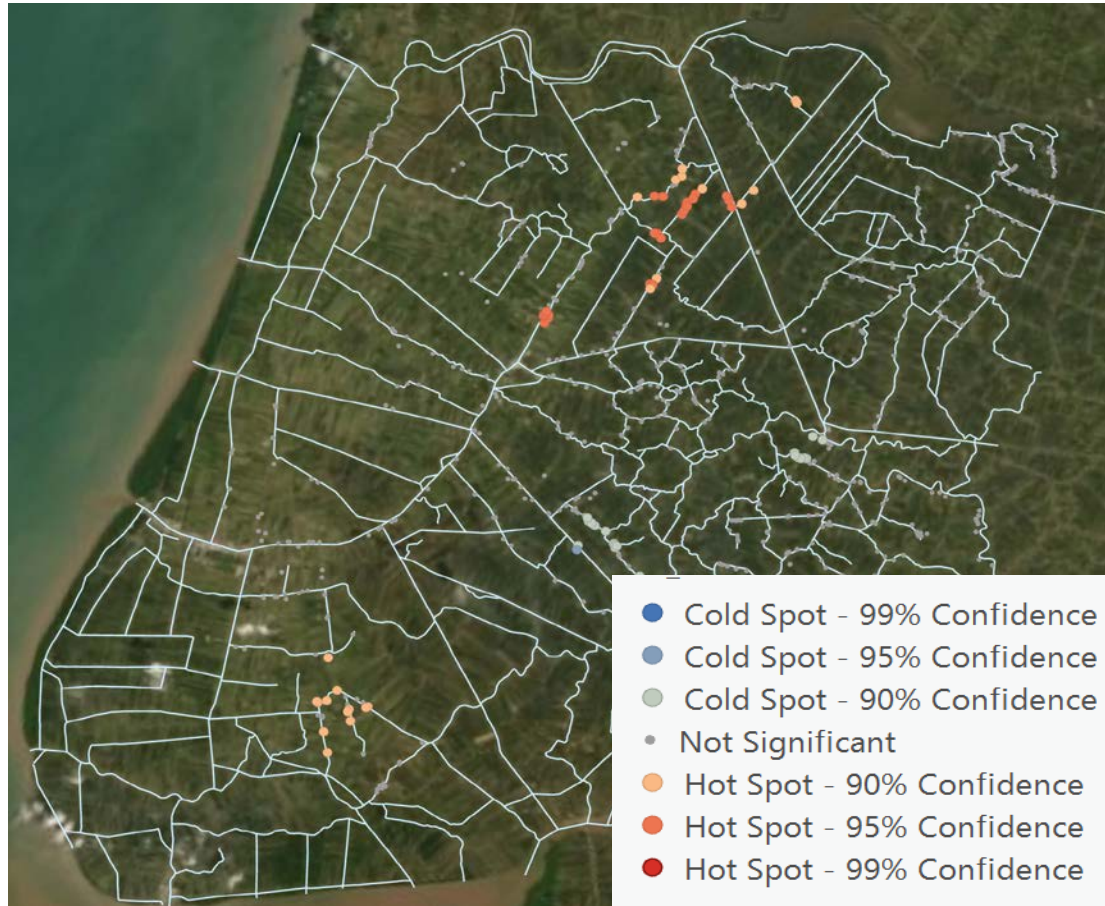 Cold Spot - 99% Confidence
Cold Spot - 95% Confidence
Cold Spot - 90% Confidence
Not Significant
Hot Spot - 90% Confidence
Hot Spot - 95% Confidence
Hot Spot - 99% Confidence